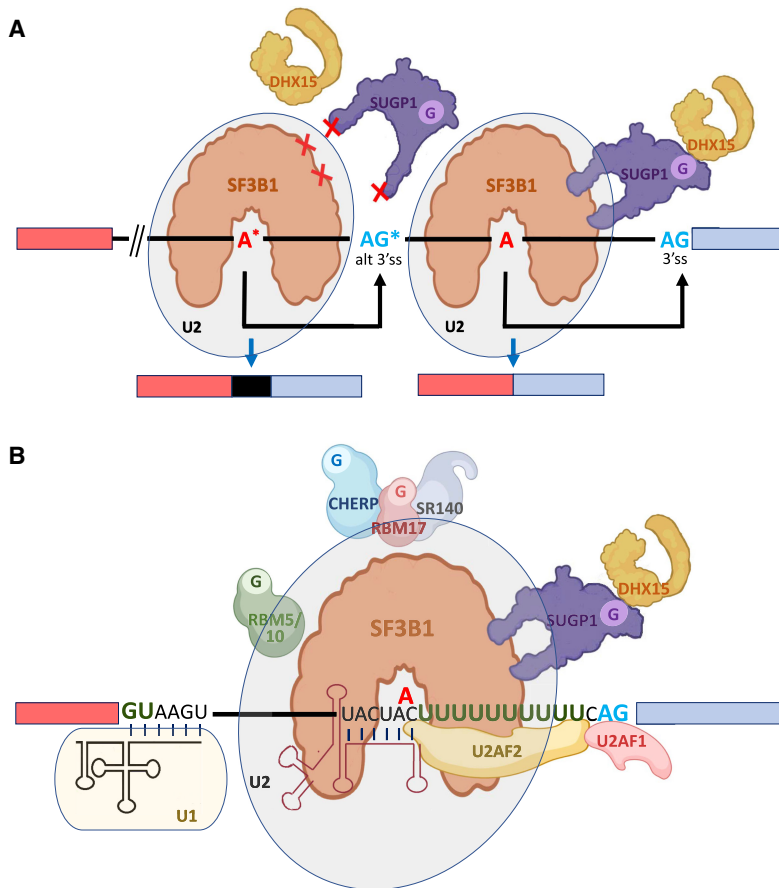 A
DHX15
SUGP1
G
DHX15
SF3B1
SF3B1
SUGP1
G
A*
AG*
A
AG
alt 3'ss
3'ss
U2
U2
B
G
CHERP
G
RBM17
SR140
G
RBM5/
10
SF3B1
SUGP1
G
DHX15
A
GUAAGU
UACUACUUUUUUUUUUUCAG
U2AF2
U2AF1
U2
U1